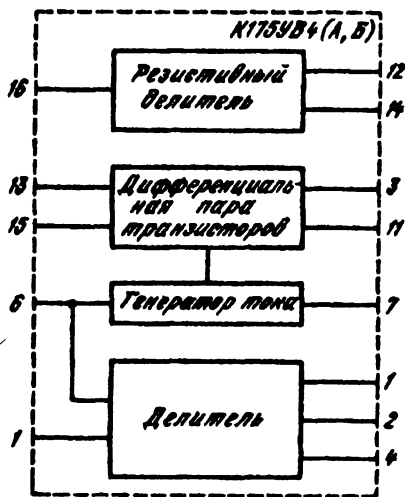 К175УВ4 (А, Б)
16
Резистивный
делитель
12
14
13
15
Дифференциаль-
ная пара
транзисторов
3
11
6
Генератор тока
7
1
Делитель
1
2
4